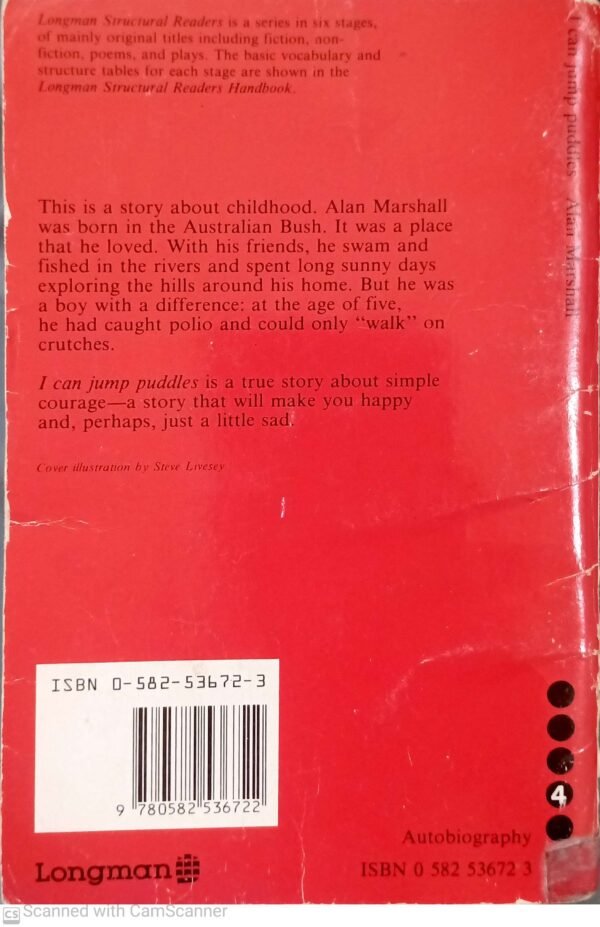 Longman Structural Readers is a series in six stages,
of mainly original titles including fiction, non-
fiction, poems, and plays. The basic vocabulary and
structure tables for each stage are shown in the
Longman Structural Readers Handbook.
I can jump puddles Alan Marshall
This is a story about childhood. Alan Marshall
was born in the Australian Bush. It was a place
that he loved. With his friends, he swam and
fished in the rivers and spent long sunny days
exploring the hills around his home. But he was
a boy with a difference: at the age of five,
he had caught polio and could only “walk” on
crutches.
I can jump puddles is a true story about simple
courage—a story that will make you happy
and, perhaps, just a little sad.
Cover illustration by Steve Livesey
ISBN 0-582-53672-3
9 780582 536722
4
Autobiography
Longman
ISBN 0 582 53672 3
CS Scanned with CamScanner